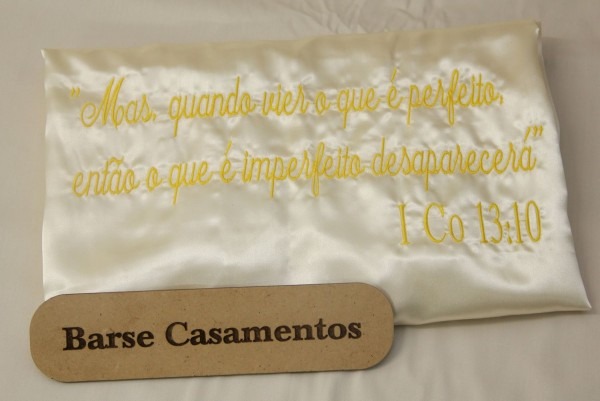 "Mas, quando vier o que é perfeito,
então o que é imperfeito desaparecerá"
I Co 13:10
Barse Casamentos